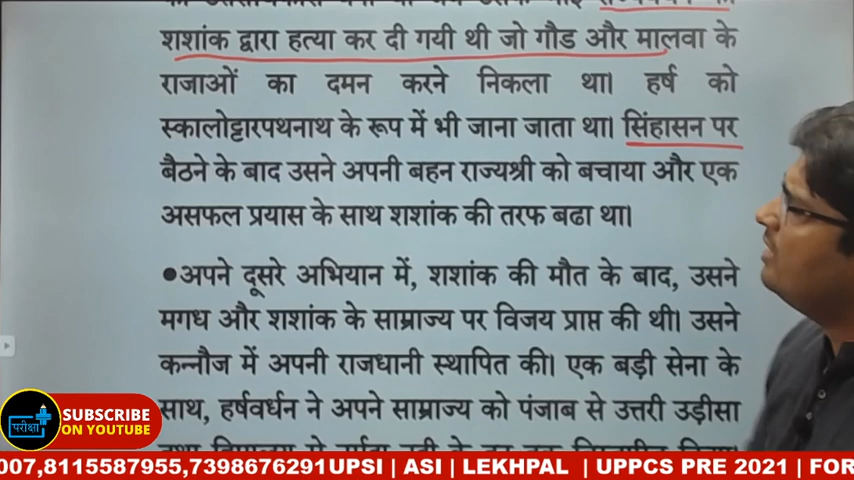 शशांक द्वारा हत्या कर दी गयी थी जो गौड और मालवा के
राजाओं का दमन करने निकला था। हर्ष को
स्कालोट्टारपथनाथ के रूप में भी जाना जाता था। सिंहासन पर
बैठने के बाद उसने अपनी बहन राज्यश्री को बचाया और एक
असफल प्रयास के साथ शशांक की तरफ बढा था।
●अपने दूसरे अभियान में, शशांक की मौत के बाद, उसने
मगध और शशांक के साम्राज्य पर विजय प्राप्त की थी। उसने
कन्नौज में अपनी राजधानी स्थापित की। एक बड़ी सेना के
साथ, हर्षवर्धन ने अपने साम्राज्य को पंजाब से उत्तरी उड़ीसा
परीक्षा
SUBSCRIBE
ON YOUTUBE
007,8115587955,7398676291UPSI | ASI | LEKHPAL | UPPCS PRE 2021 | FOR